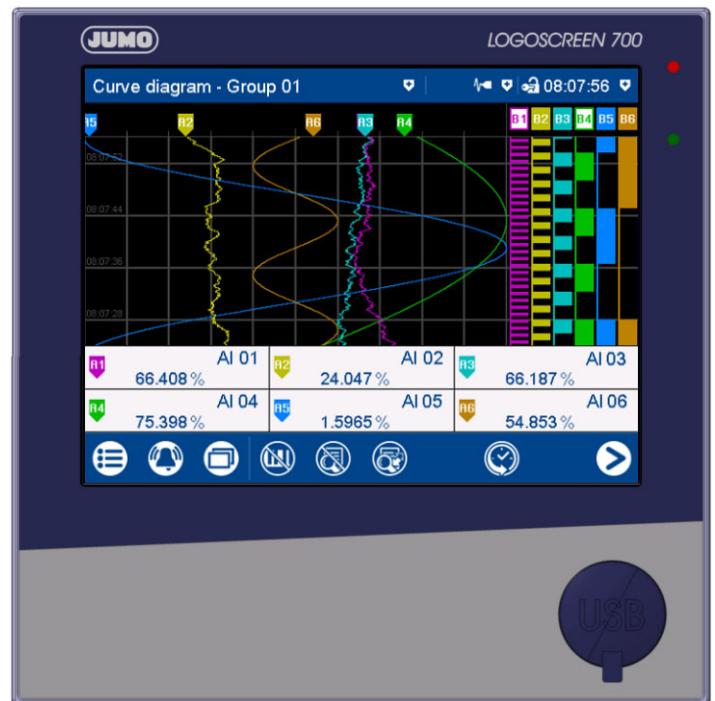 JUMO
LOGOSCREEN 700
Curve diagram - Group 01
08:07:56
A5 A2 A6 A3 A4 B1 B2 B3 B4 B5 B6
08:07:52
08:07:44
08:07:36
08:07:28
A1 AI 01 A2 AI 02 A3 AI 03
66.408 % 24.047 % 66.187 %
A4 AI 04 A5 AI 05 A6 AI 06
75.398 % 1.5965 % 54.853 %
USB